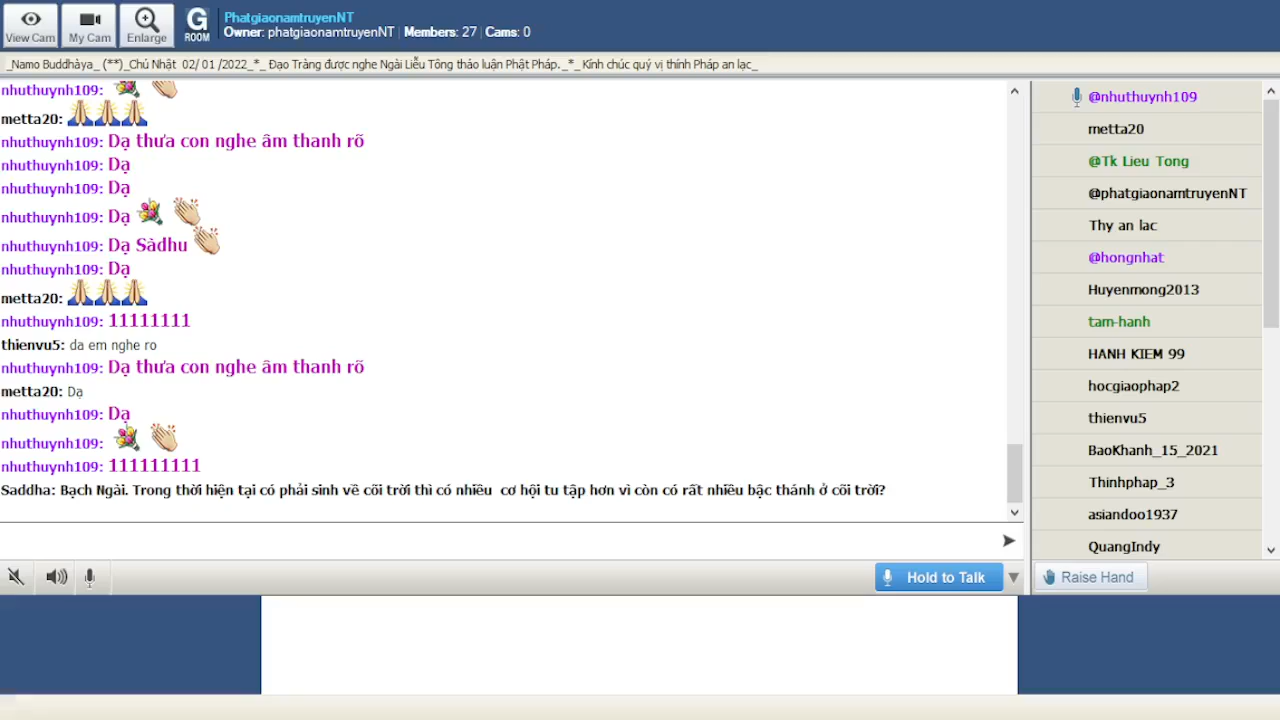 View Cam
My Cam
Enlarge
G
ROOM
PhatgiaonamtruyenNT
Owner: phatgiaonamtruyenNT | Members: 27 | Cams: 0
_Namo Buddhàya_ (**)_Chủ Nhật 02/ 01 /2022_*_ Đạo Tràng được nghe Ngài Liễu Tông thảo luận Phật Pháp._*_ Kính chúc quý vị thính Pháp an lạc_
nhuthuynh109:
metta20:
nhuthuynh109: Dạ thưa con nghe âm thanh rõ
nhuthuynh109: Dạ
nhuthuynh109: Dạ
nhuthuynh109: Dạ
nhuthuynh109: Dạ Sàdhu
nhuthuynh109: Dạ
metta20:
nhuthuynh109: 11111111
thienvu5: da em nghe ro
nhuthuynh109: Dạ thưa con nghe âm thanh rõ
metta20: Dạ
nhuthuynh109: Dạ
nhuthuynh109:
nhuthuynh109: 111111111
Saddha: Bạch Ngài. Trong thời hiện tại có phải sinh về cõi trời thì có nhiều cơ hội tu tập hơn vì còn có rất nhiều bậc thánh ở cõi trời?
@nhuthuynh109
metta20
@Tk Lieu Tong
@phatgiaonamtruyenNT
Thy an lac
@hongnhat
Huyenmong2013
tam-hanh
HANH KIEM 99
hocgiaophap2
thienvu5
BaoKhanh_15_2021
Thinhphap_3
asiandoo1937
QuangIndy
Hold to Talk
Raise Hand